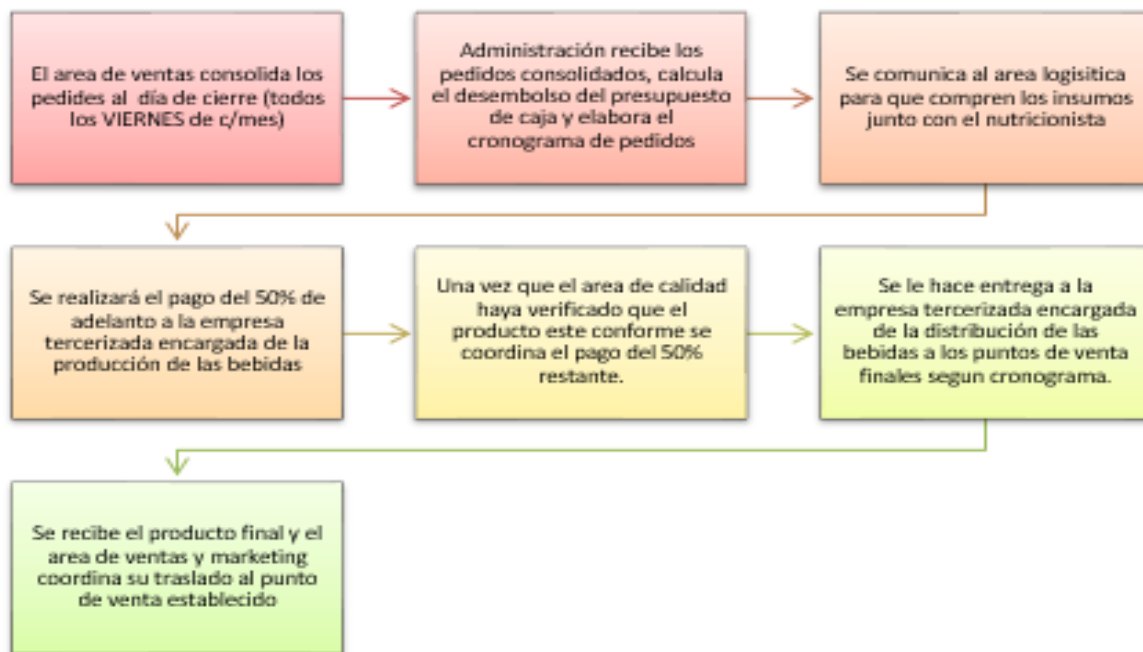 El area de ventas consolida los
pedides al día de cierre (todos
los VIERNES de c/mes)
Administración recibe los
pedidos consolidados, calcula
el desembolso del presupuesto
de caja y elabora el
cronograma de pedidos
Se comunica al area logisitica
para que compren los insumos
junto con el nutricionista
Se realizará el pago del 50% de
adelanto a la empresa
tercerizada encargada de la
producción de las bebidas
Una vez que el area de calidad
haya verificado que el
producto este conforme se
coordina el pago del 50%
restante.
Se le hace entrega a la
empresa tercerizada encargada
de la distribución de las
bebidas a los puntos de venta
finales segun cronograma.
Se recibe el producto final y el
area de ventas y marketing
coordina su traslado al punto
de venta establecido